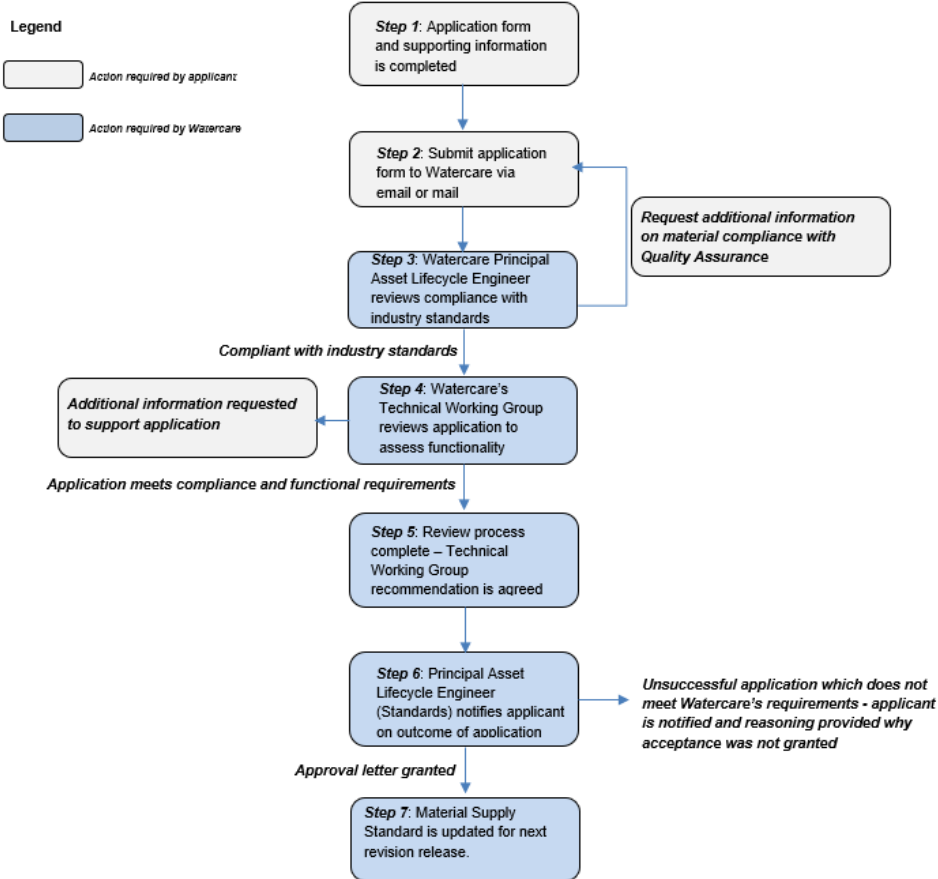 Legend
Action required by applicant
Action required by Watercare
Step 1: Application form
and supporting information
is completed
Step 2: Submit application
form to Watercare via
email or mail
Request additional information
on material compliance with
Quality Assurance
Step 3: Watercare Principal
Asset Lifecycle Engineer
reviews compliance with
industry standards
Compliant with industry standards
Step 4: Watercare's
Technical Working Group
reviews application to
assess functionality
Additional information requested
to support application
Application meets compliance and functional requirements
Step 5: Review process
complete – Technical
Working Group
recommendation is agreed
Step 6: Principal Asset
Lifecycle Engineer
(Standards) notifies applicant
on outcome of application
Unsuccessful application which does not
meet Watercare's requirements - applicant
is notified and reasoning provided why
acceptance was not granted
Approval letter granted
Step 7: Material Supply
Standard is updated for next
revision release.